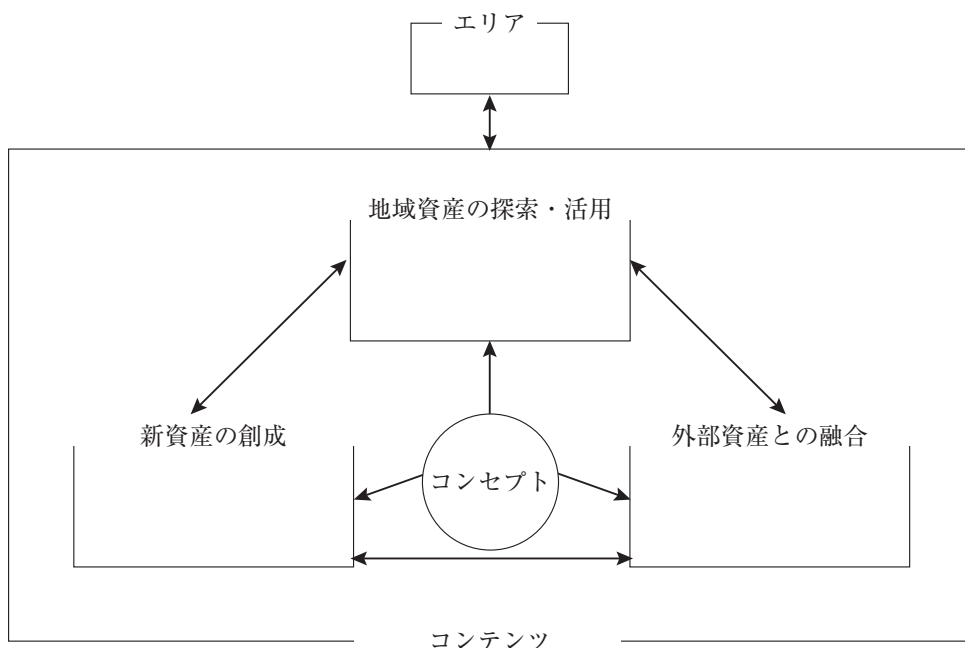 エリア
地域資産の探索・活用
新資産の創成
外部資産との融合
コンセプト
コンテンツ